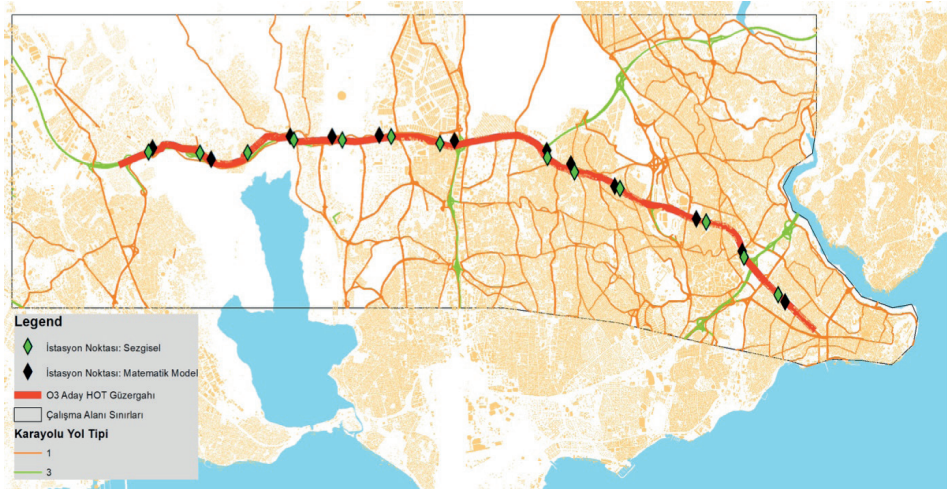 Legend
İstasyon Noktası: Sezgisel
İstasyon Noktası: Matematik Model
O3 Aday HOT Güzergahı
Çalışma Alanı Sınırları
Karayolu Yol Tipi
1
3